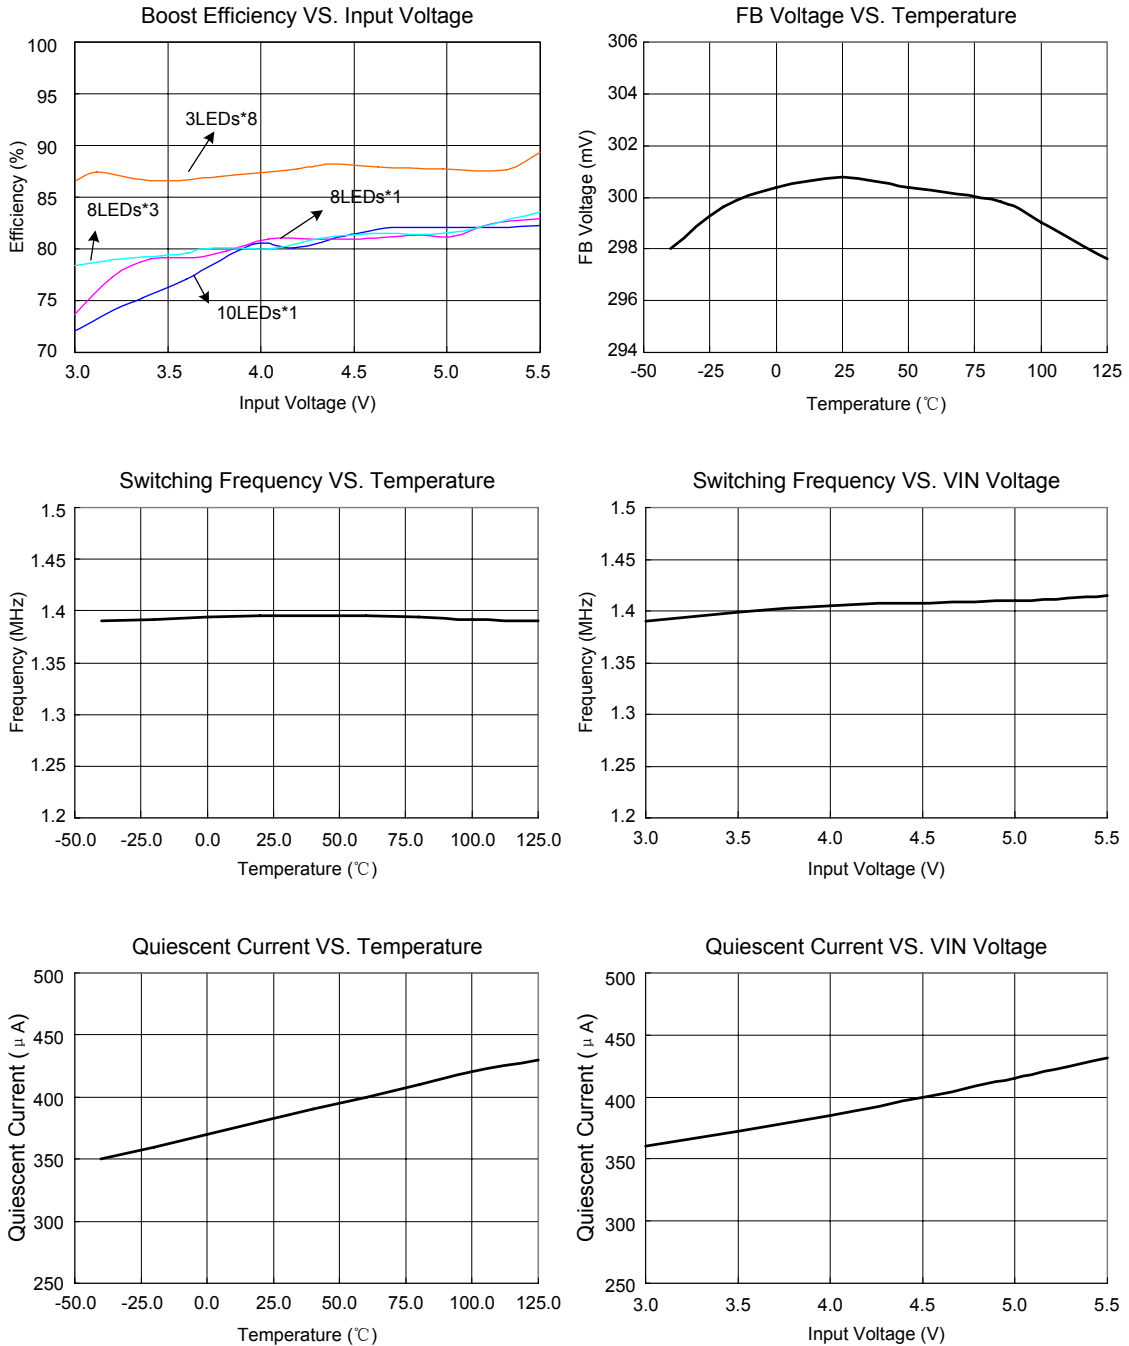 Boost Efficiency VS. Input Voltage
100
95
90
85
80
75
70
Efficiency (%)
3LEDs*8
8LEDs*1
8LEDs*3
10LEDs*1
3.0 3.5 4.0 4.5 5.0 5.5
Input Voltage (V)
FB Voltage VS. Temperature
306
304
302
300
298
296
294
FB Voltage (mV)
-50 -25 0 25 50 75 100 125
Temperature (℃)
Switching Frequency VS. Temperature
1.5
1.45
1.4
1.35
1.3
1.25
1.2
Frequency (MHz)
-50.0 -25.0 0.0 25.0 50.0 75.0 100.0 125.0
Temperature (℃)
Switching Frequency VS. VIN Voltage
1.5
1.45
1.4
1.35
1.3
1.25
1.2
Frequency (MHz)
3.0 3.5 4.0 4.5 5.0 5.5
Input Voltage (V)
Quiescent Current VS. Temperature
500
450
400
350
300
250
Quiescent Current ( μ A)
-50.0 -25.0 0.0 25.0 50.0 75.0 100.0 125.0
Temperature (℃)
Quiescent Current VS. VIN Voltage
500
450
400
350
300
250
Quiescent Current ( μ A)
3.0 3.5 4.0 4.5 5.0 5.5
Input Voltage (V)